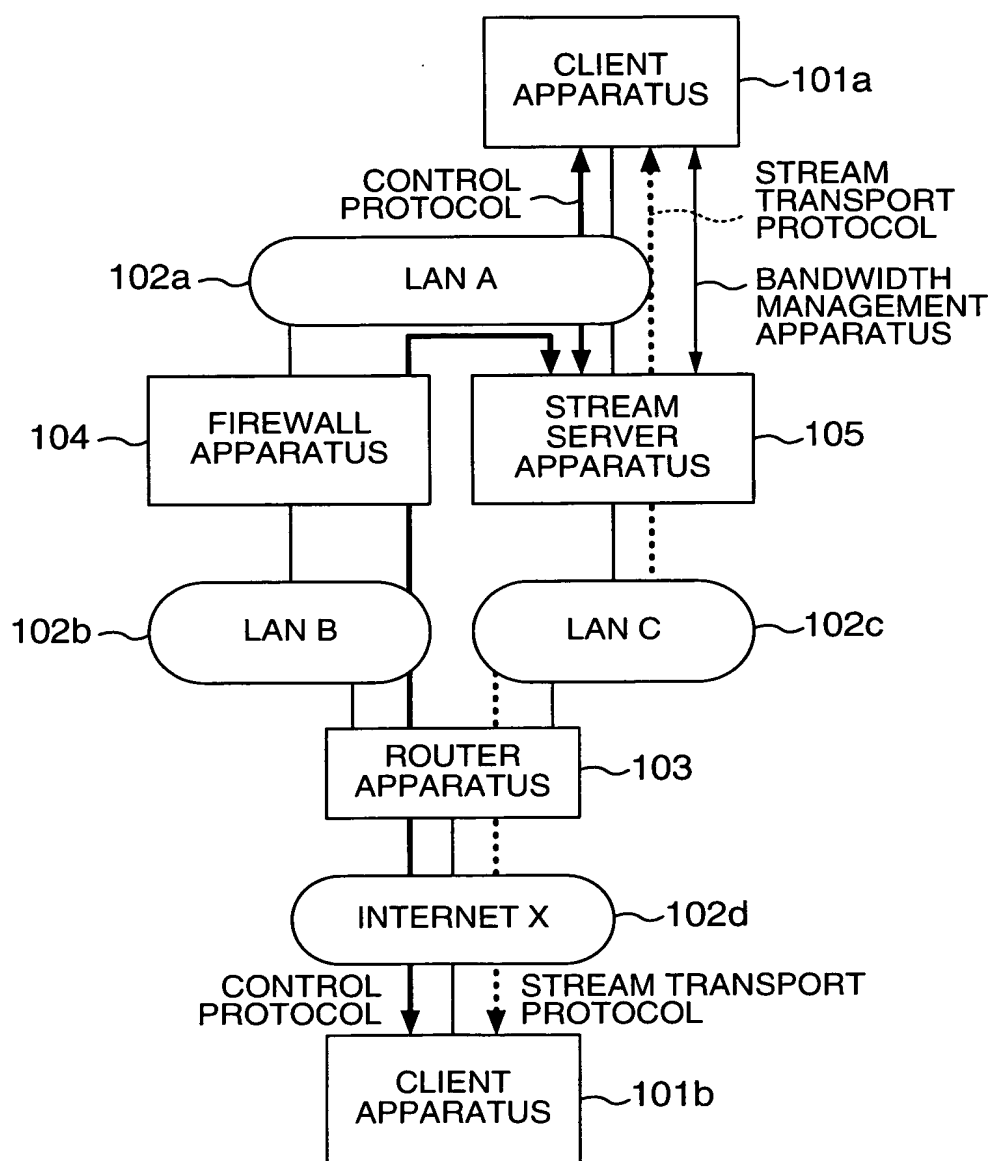 CLIENT
APPARATUS
101a
CONTROL
PROTOCOL
STREAM
TRANSPORT
PROTOCOL
102a
LAN A
BANDWIDTH
MANAGEMENT
APPARATUS
104
FIREWALL
APPARATUS
STREAM
SERVER
APPARATUS
105
102b
LAN B
LAN C
102c
ROUTER
APPARATUS
103
INTERNET X
102d
CONTROL
PROTOCOL
STREAM TRANSPORT
PROTOCOL
CLIENT
APPARATUS
101b